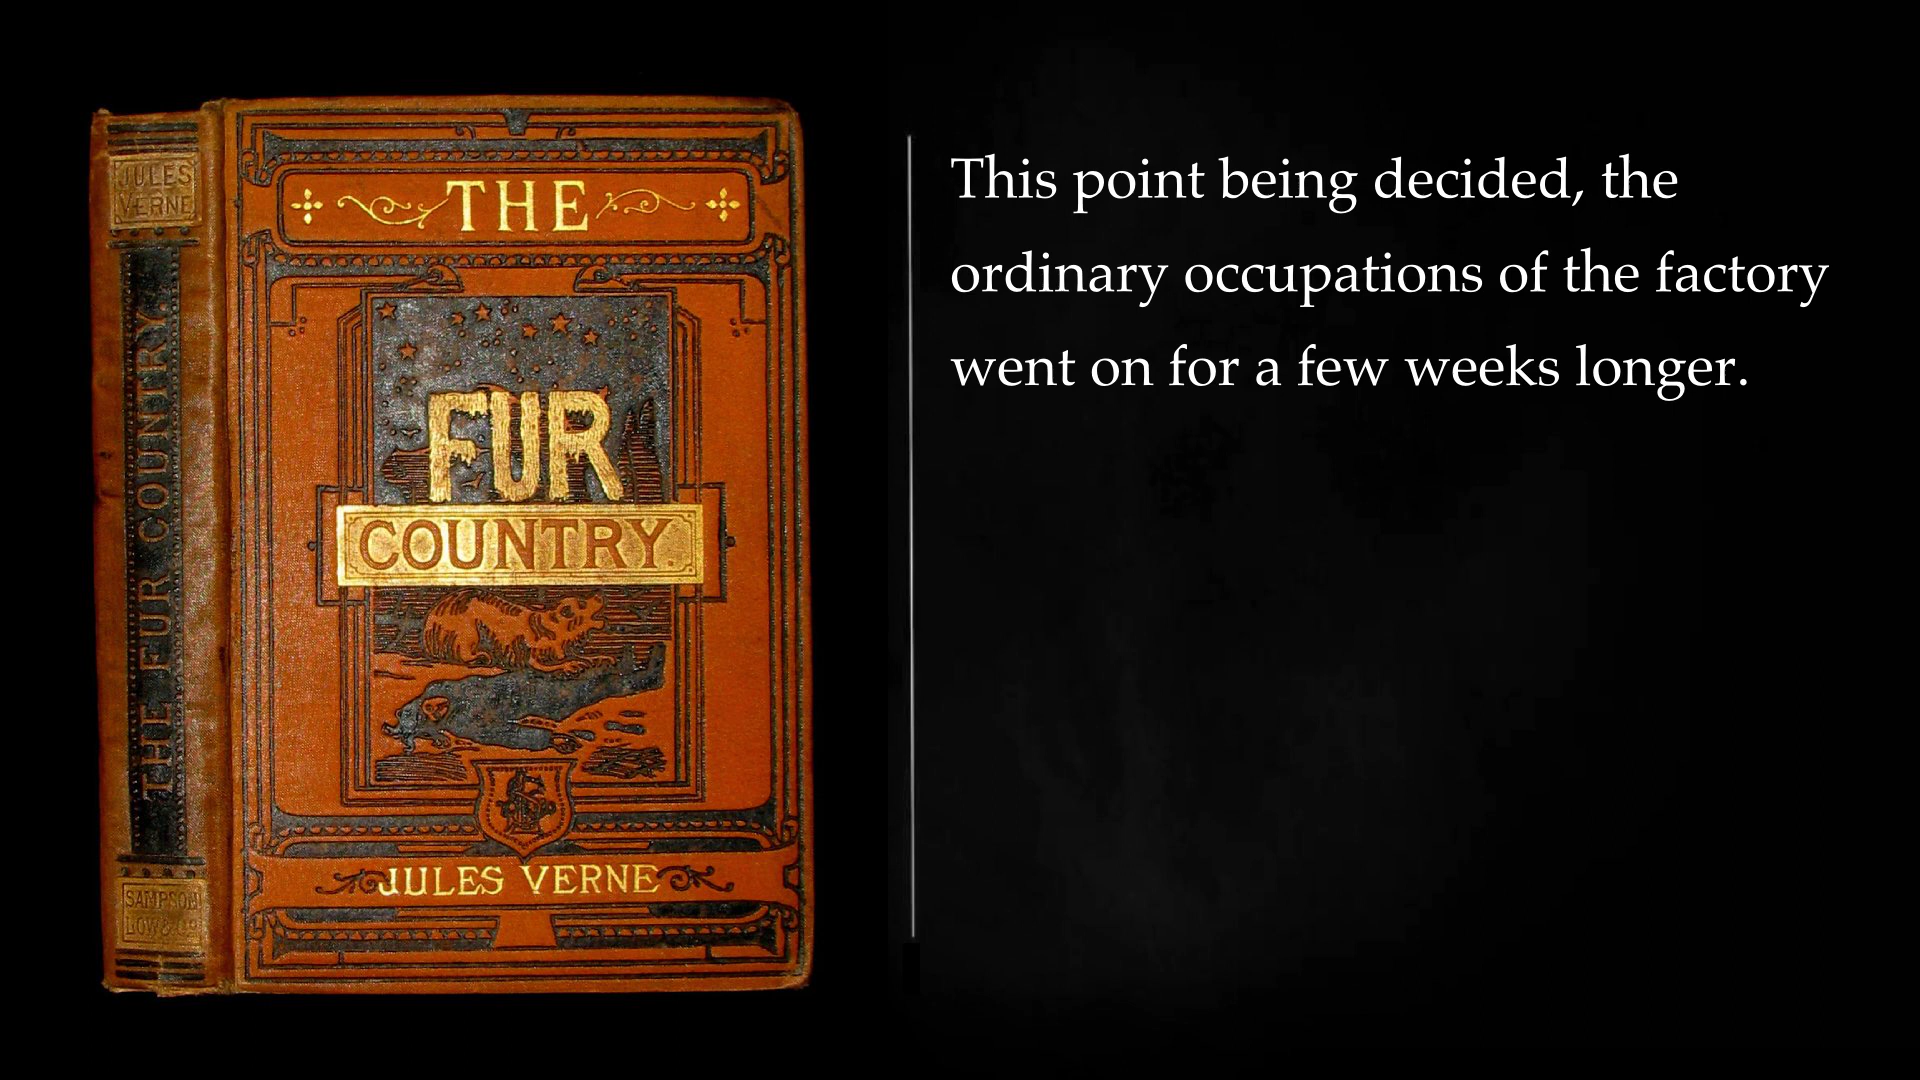 JULES
VERNE
THE FUR COUNTRY.
SAMPSON
LOW & Co
THE
FUR
COUNTRY.
JULES VERNE
This point being decided, the
ordinary occupations of the factory
went on for a few weeks longer.